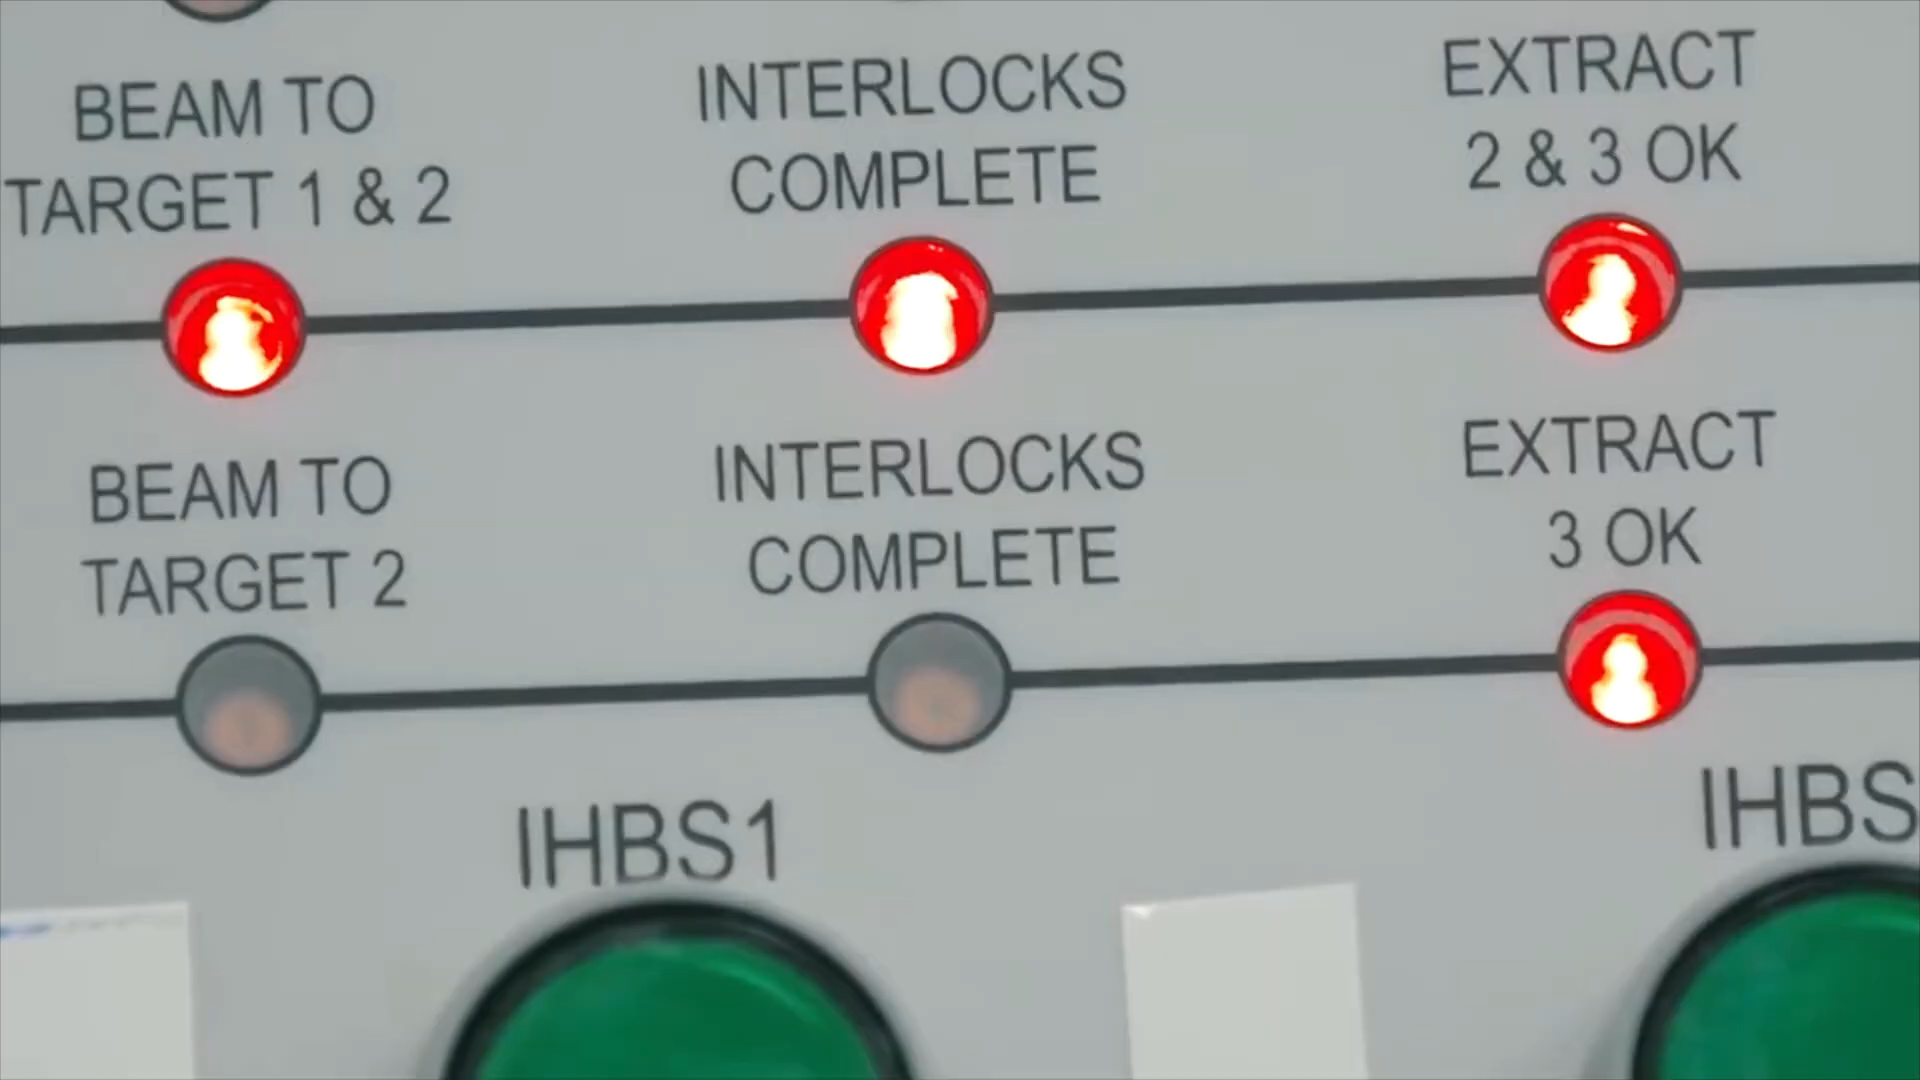 BEAM TO
TARGET 1 & 2
INTERLOCKS
COMPLETE
EXTRACT
2 & 3 OK
BEAM TO
TARGET 2
INTERLOCKS
COMPLETE
EXTRACT
3 OK
IHBS1
IHBS